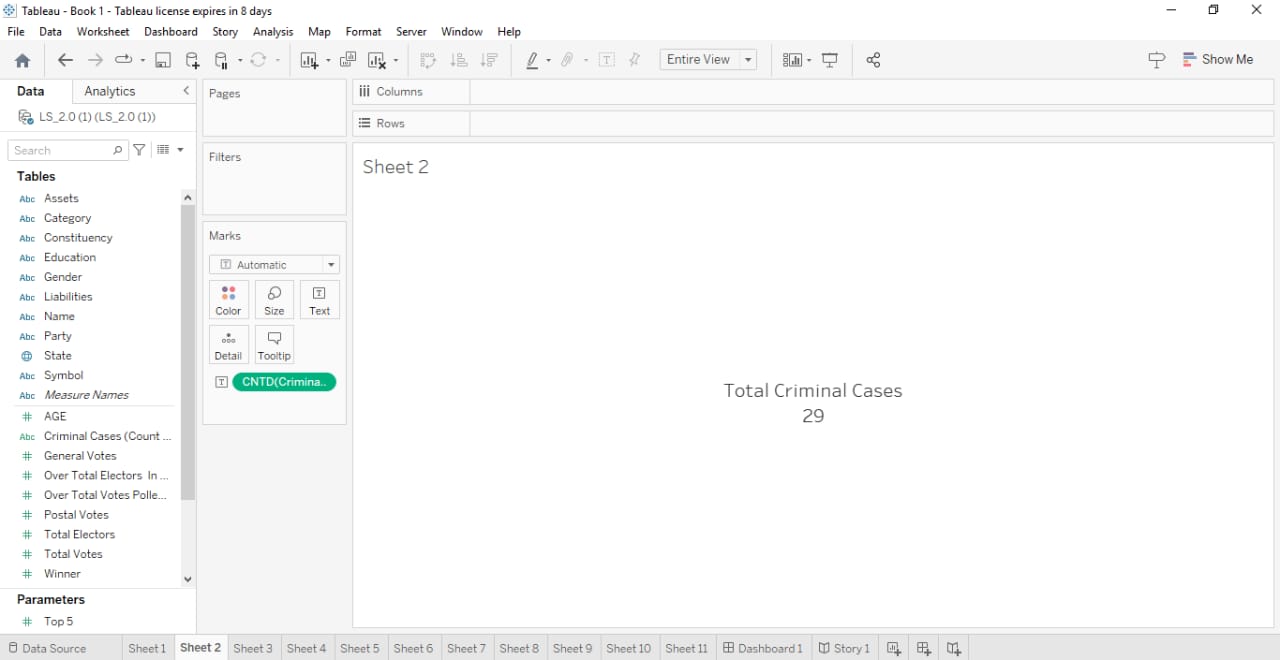 Tableau - Book 1 - Tableau license expires in 8 days
File Data Worksheet Dashboard Story Analysis Map Format Server Window Help
Entire View
Show Me
Data Analytics
LS_2.0 (1) (LS_2.0 (1))
Search
Tables
Abc Assets
Abc Category
Abc Constituency
Abc Education
Abc Gender
Abc Liabilities
Abc Name
Abc Party
State
Abc Symbol
Abc Measure Names
# AGE
Abc Criminal Cases (Count ...
# General Votes
# Over Total Electors In ...
# Over Total Votes Polle...
# Postal Votes
# Total Electors
# Total Votes
# Winner
Parameters
# Top 5
Pages
Filters
Marks
T Automatic
Color Size Text
Detail Tooltip
T CNTD(Crimina..
Columns
Rows
Sheet 2
Total Criminal Cases
29
Data Source Sheet 1 Sheet 2 Sheet 3 Sheet 4 Sheet 5 Sheet 6 Sheet 7 Sheet 8 Sheet 9 Sheet 10 Sheet 11 Dashboard 1 Story 1